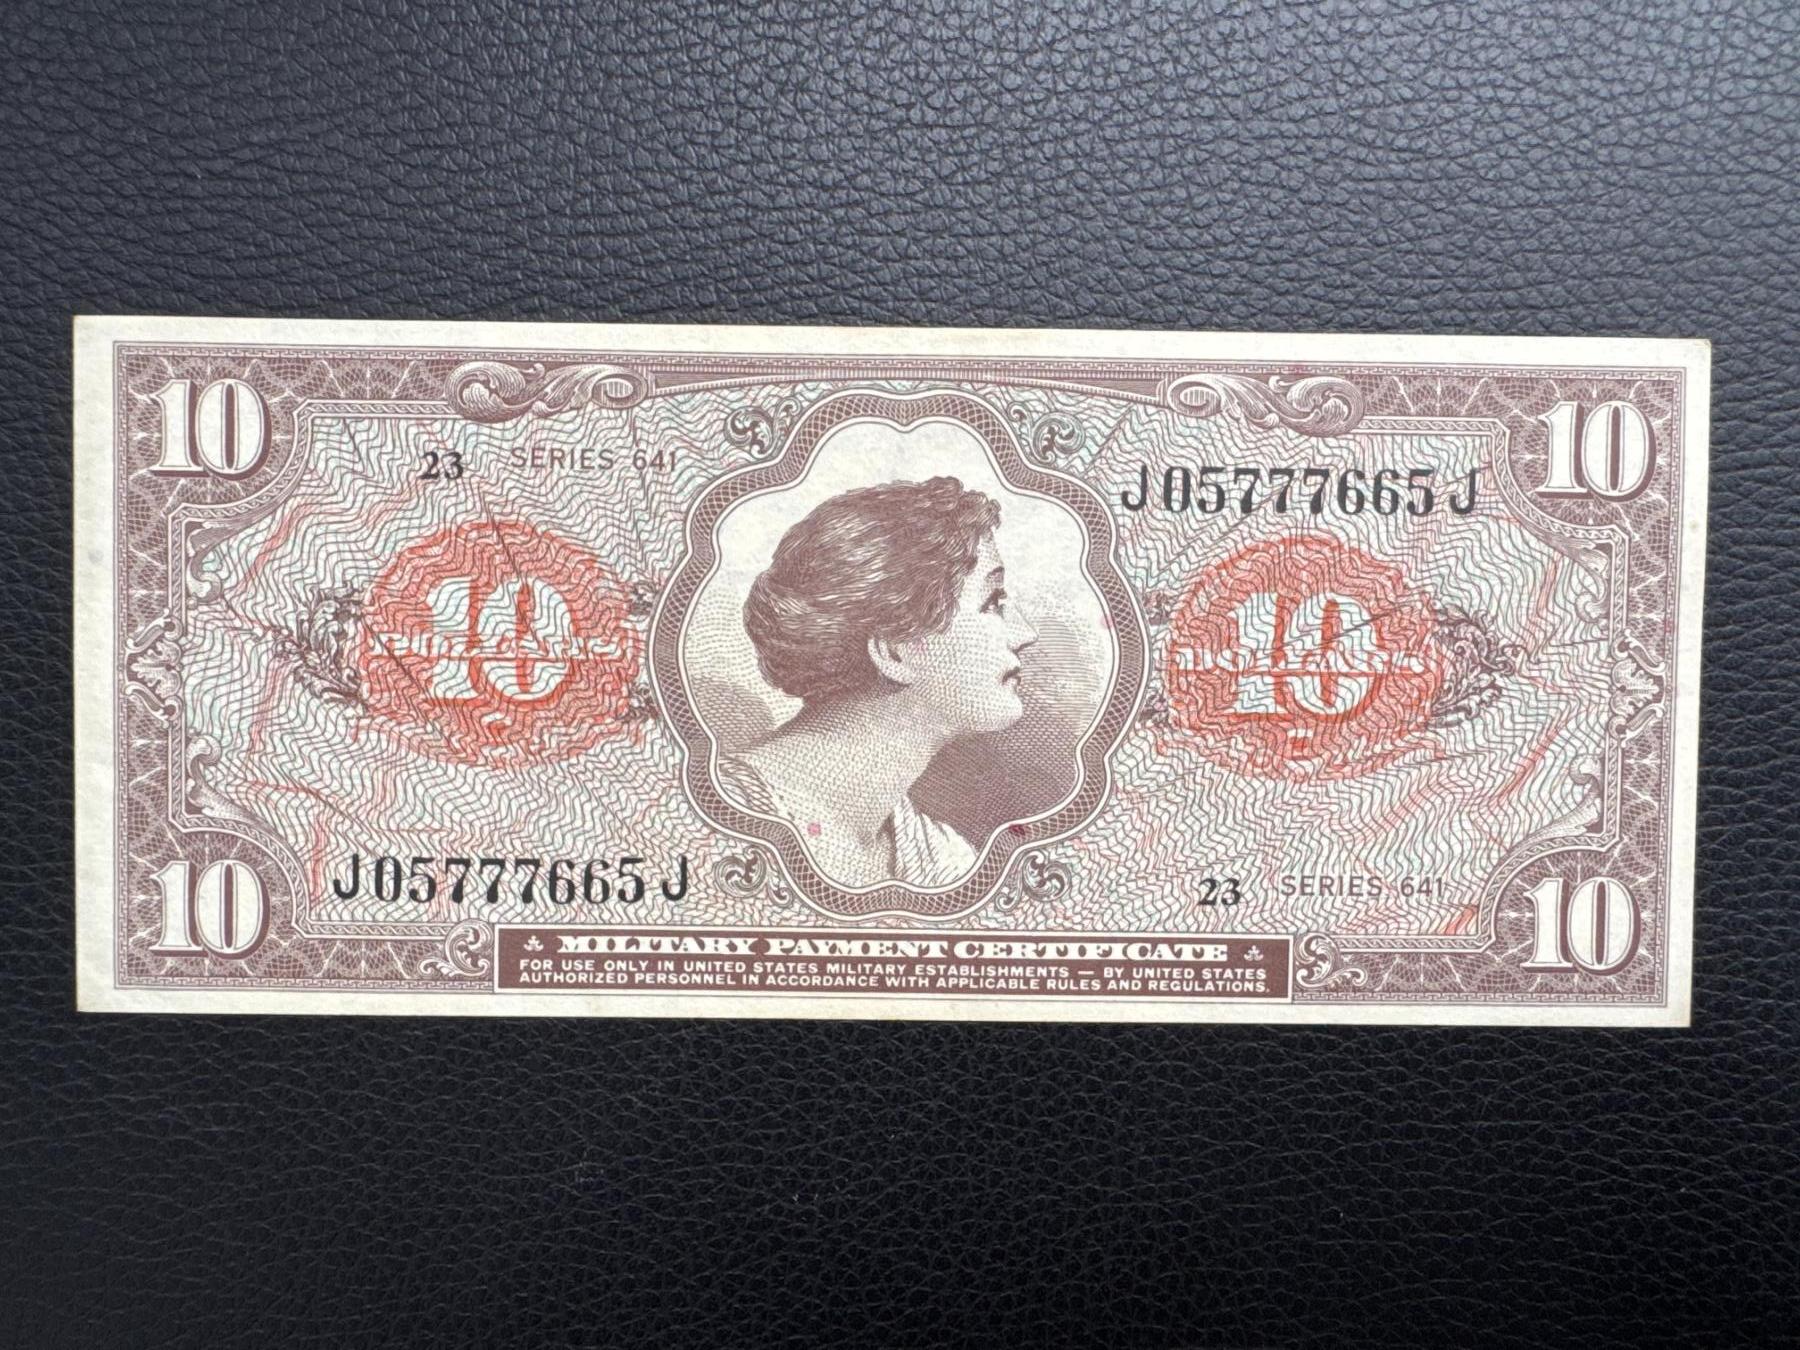 10 10
23 SERIES 641
J05777665J
10 10
J05777665J
23 SERIES 641
10 10
MILITARY PAYMENT CERTIFICATE
FOR USE ONLY IN UNITED STATES MILITARY ESTABLISHMENTS — BY UNITED STATES
AUTHORIZED PERSONNEL IN ACCORDANCE WITH APPLICABLE RULES AND REGULATIONS.